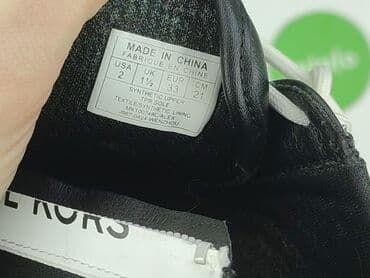 MADE IN CHINA
FABRIQUE EN CHINE
USA UK EUR CM
2 1½ 33 21
SYNTHETIC UPPER
TPR SOLE
TEXTILE/SYNTHETIC LINING
E KORS